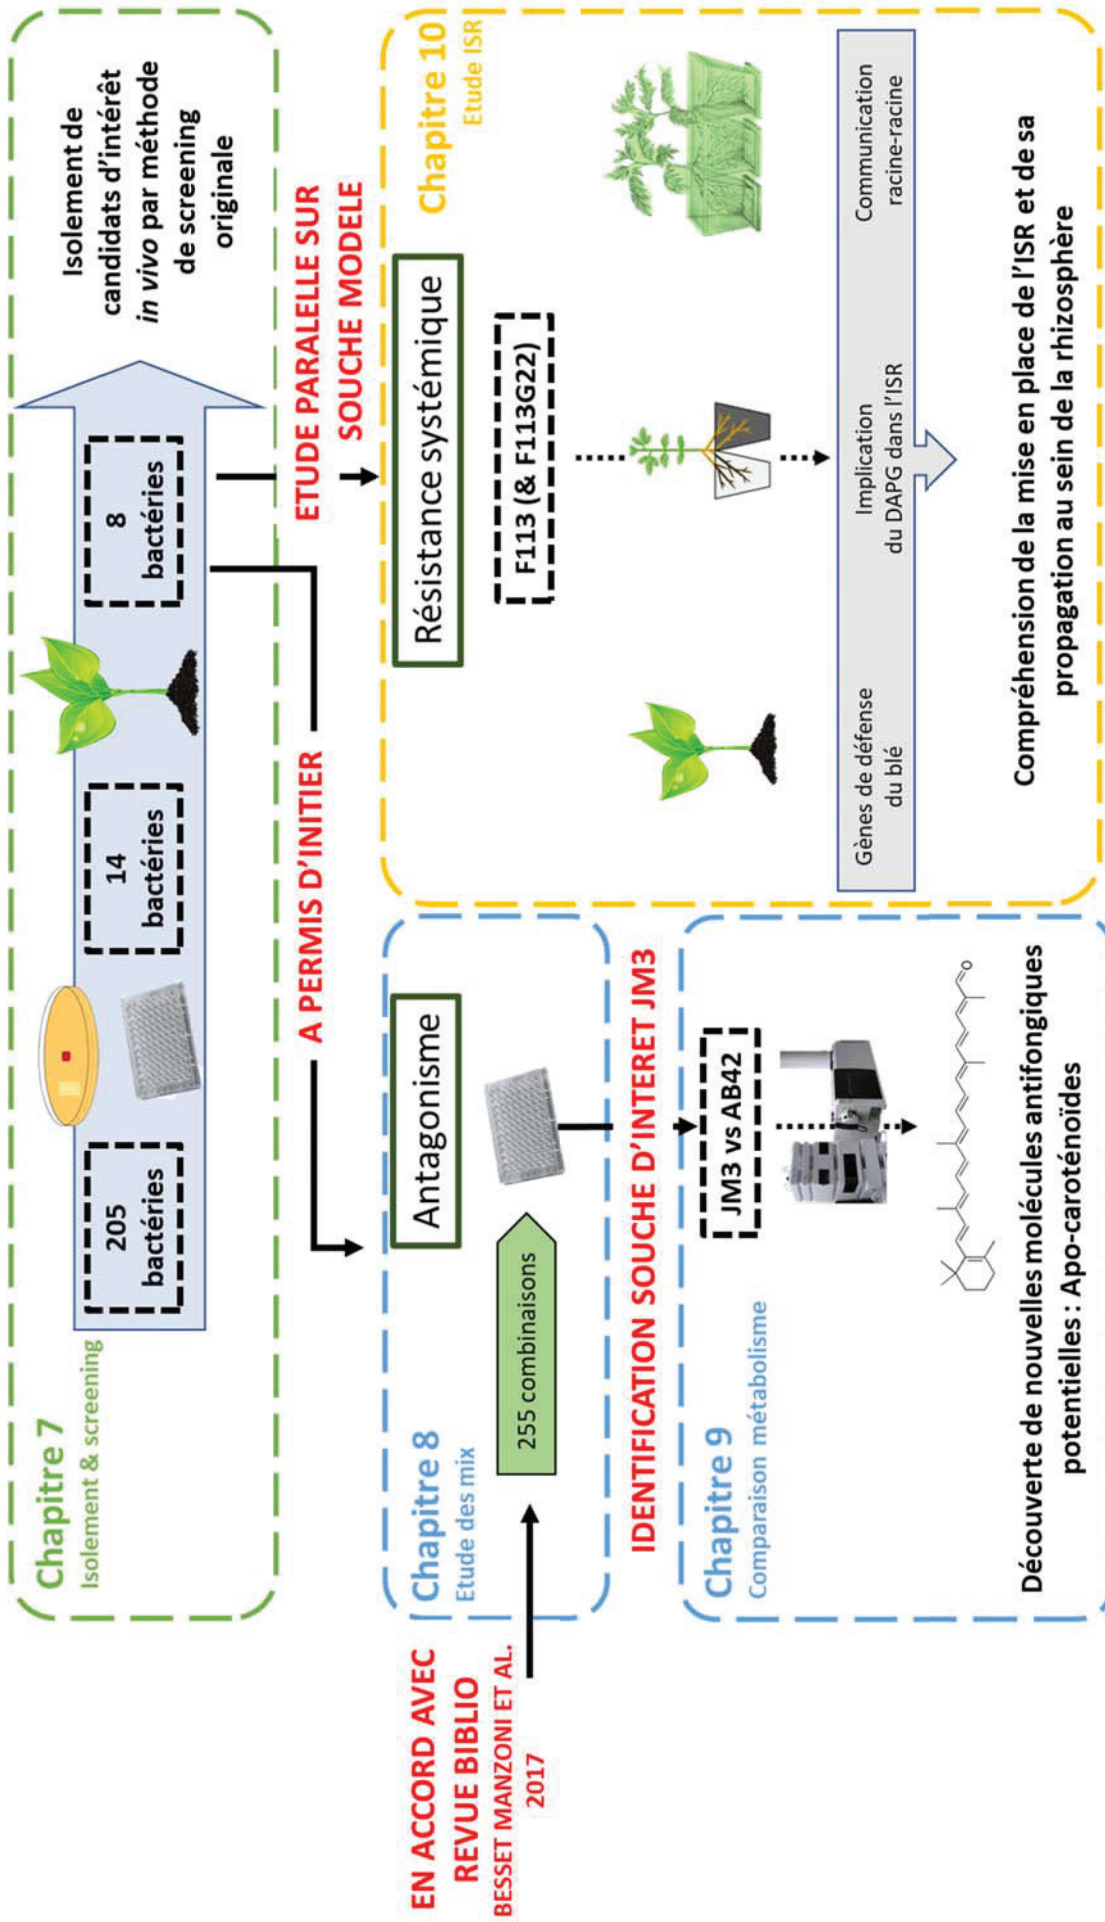 Chapitre 7
Isolement & screening
205
bactéries
14
bactéries
8
bactéries
Isolement de
candidats d'intérêt
in vivo par méthode
de screening
originale
A PERMIS D'INITIER
ETUDE PARALELLE SUR
SOUCHE MODELE
EN ACCORD AVEC
REVUE BIBLIO
BESSET MANZONI ET AL.
2017
Chapitre 8
Etude des mix
Antagonisme
255 combinaisons
IDENTIFICATION SOUCHE D'INTERET JM3
Chapitre 9
Comparaison métabolisme
JM3 vs AB42
O
Découverte de nouvelles molécules antifongiques
potentielles : Apo-caroténoïdes
Chapitre 10
Etude ISR
Résistance systémique
F113 (& F113G22)
Gènes de défense
du blé
Implication
du DAPG dans l'ISR
Communication
racine-racine
Compréhension de la mise en place de l'ISR et de sa
propagation au sein de la rhizosphère